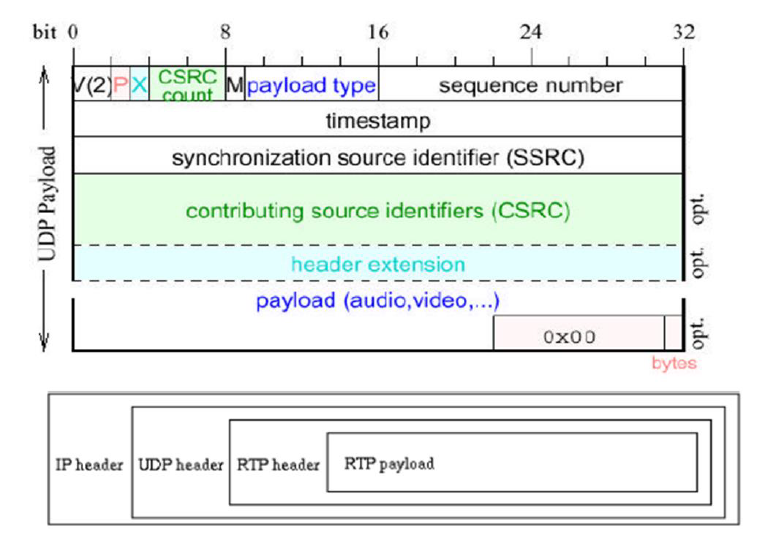 bit 0 8 16 24 32
V(2) P X CSRC count M payload type sequence number
timestamp
synchronization source identifier (SSRC)
contributing source identifiers (CSRC) opt.
header extension opt.
payload (audio,video,...)
0x00 opt.
bytes
UDP Payload
IP header UDP header RTP header RTP payload